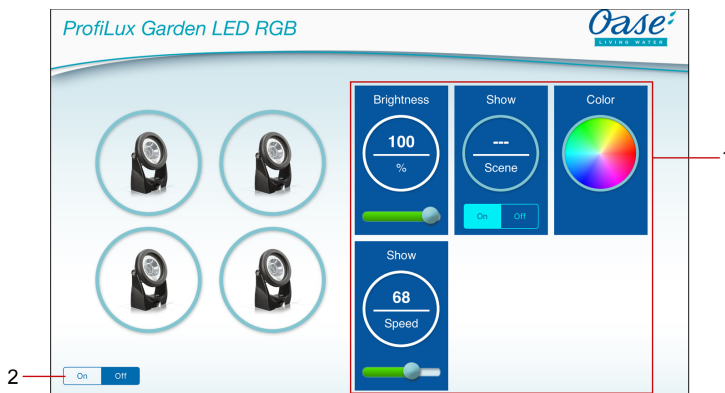 ProfiLux Garden LED RGB
Oase
LIVING WATER
Brightness
100
%
Show
---
Scene
On Off
Color
1
Show
68
Speed
2
On Off